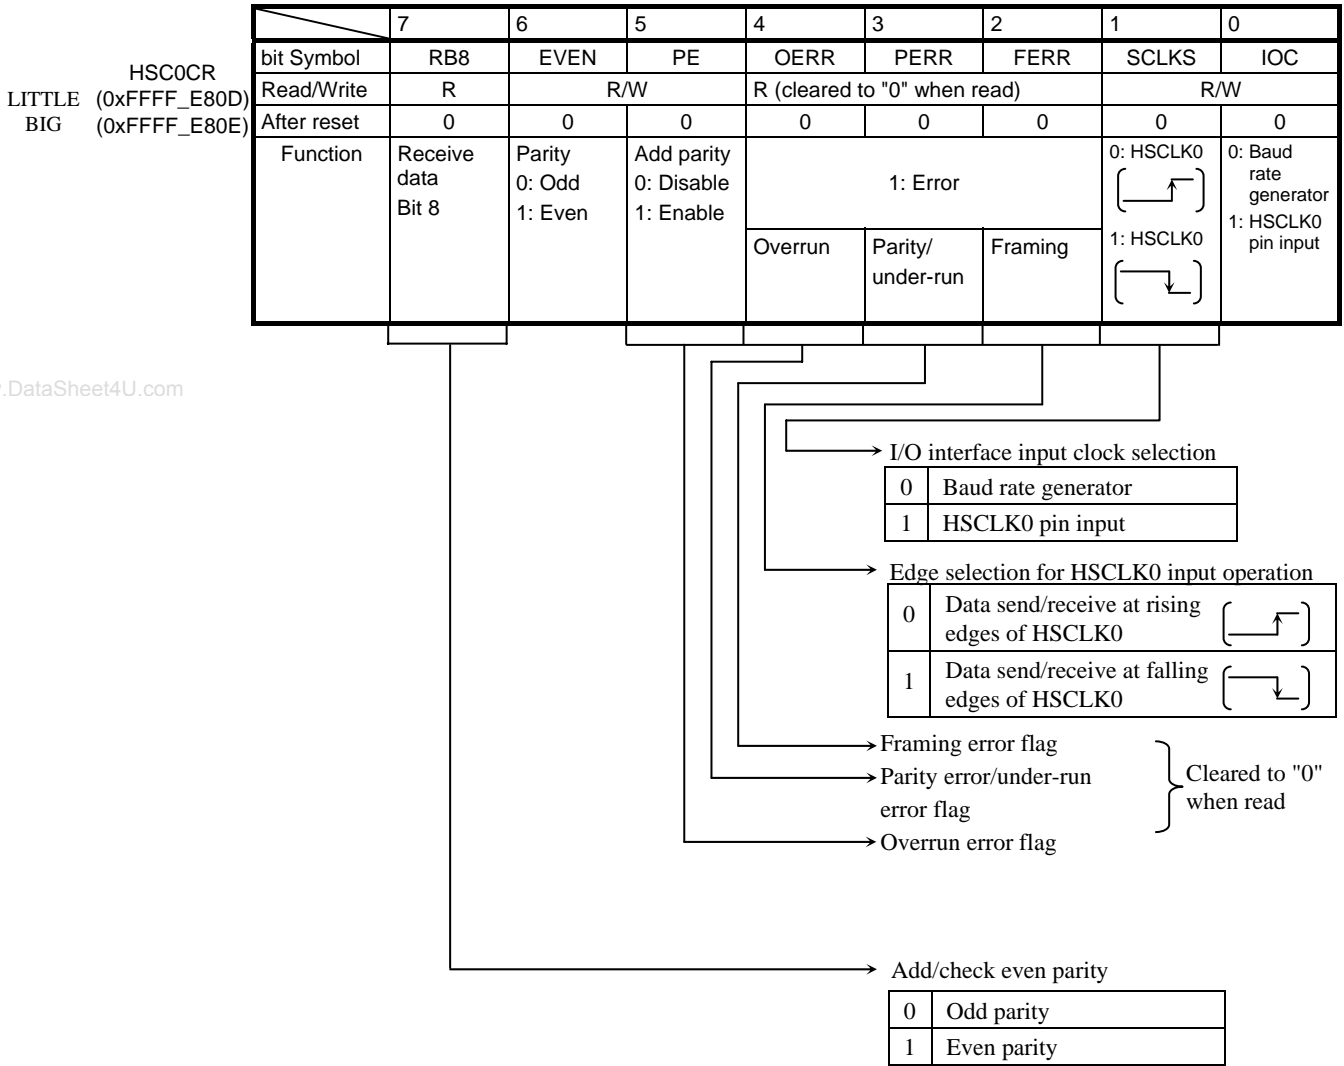 7 6 5 4 3 2 1 0
bit Symbol RB8 EVEN PE OERR PERR FERR SCLKS IOC
HSC0CR
LITTLE (0xFFFF_E80D)
BIG (0xFFFF_E80E)
Read/Write R R/W R (cleared to "0" when read) R/W
After reset 0 0 0 0 0 0 0 0
Function
Receive
data
Bit 8
Parity
0: Odd
1: Even
Add parity
0: Disable
1: Enable
1: Error
Overrun
Parity/
under-run
Framing
0: HSCLK0
1: HSCLK0
0: Baud
rate
generator
1: HSCLK0
pin input
.DataSheet4U.com
I/O interface input clock selection
0 Baud rate generator
1 HSCLK0 pin input
Edge selection for HSCLK0 input operation
0 Data send/receive at rising
edges of HSCLK0
1 Data send/receive at falling
edges of HSCLK0
Framing error flag
Parity error/under-run
error flag
Overrun error flag
Cleared to "0"
when read
Add/check even parity
0 Odd parity
1 Even parity